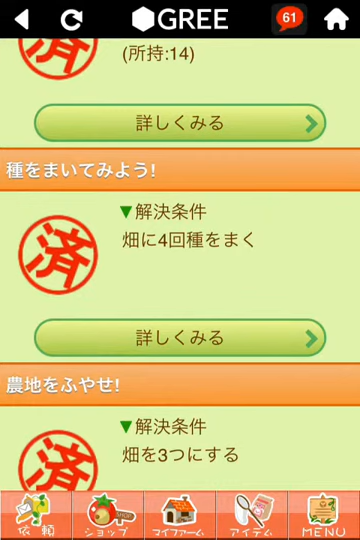 GREE
61
済
(所持:14)
詳しくみる
種をまいてみよう!
済
▼解決条件
畑に4回種をまく
詳しくみる
農地をふやせ!
済
▼解決条件
畑を3つにする
依頼
ショップ
SHOP
マイファーム
アイテム
MENU